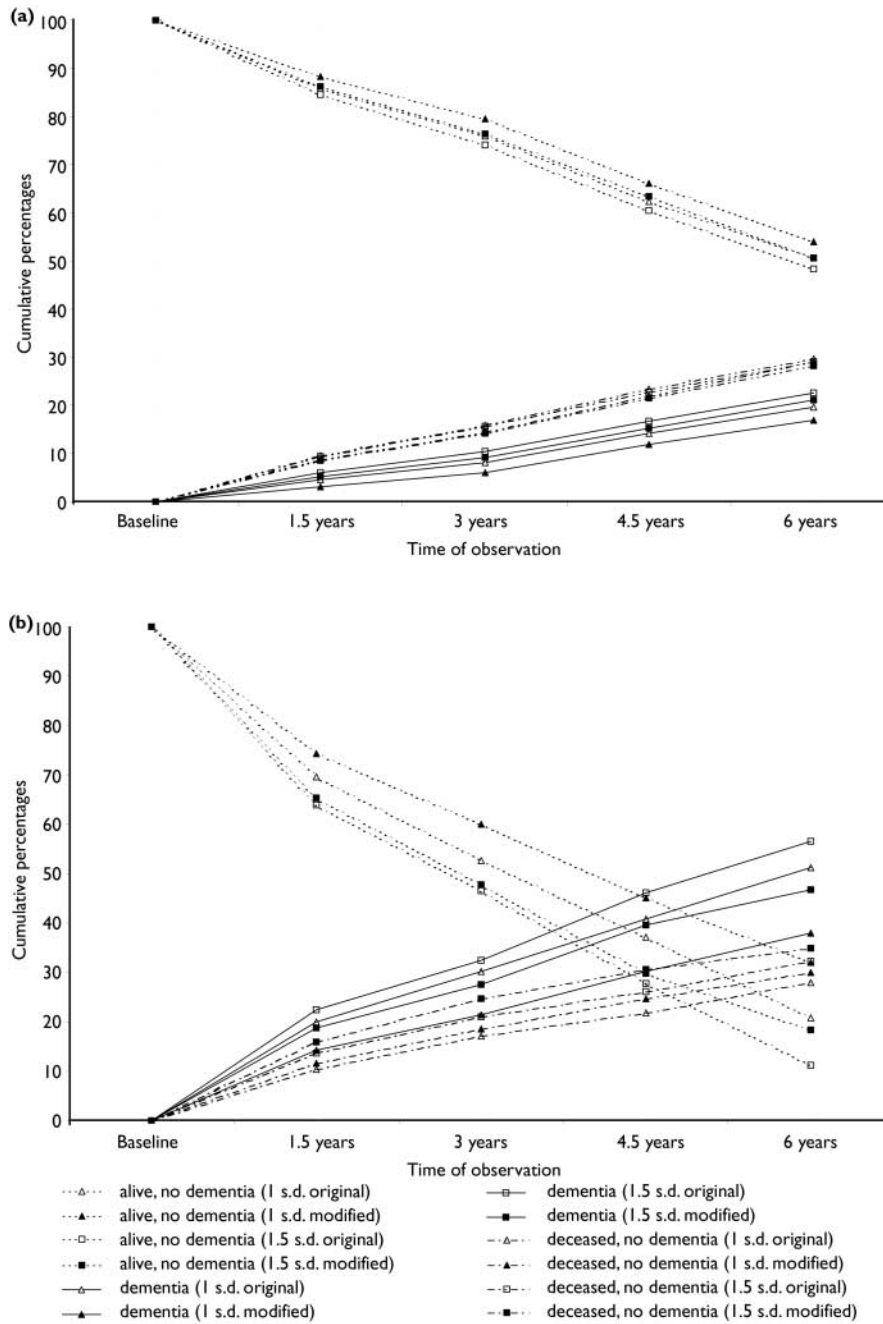 (a)
100
90
80
70
60
50
40
30
20
10
0
Cumulative percentages
Baseline 1.5 years 3 years 4.5 years 6 years
Time of observation
(b)
100
90
80
70
60
50
40
30
20
10
0
Cumulative percentages
Baseline 1.5 years 3 years 4.5 years 6 years
Time of observation
alive, no dementia (1 s.d. original)
alive, no dementia (1 s.d. modified)
alive, no dementia (1.5 s.d. original)
alive, no dementia (1.5 s.d. modified)
dementia (1 s.d. original)
dementia (1 s.d. modified)
dementia (1.5 s.d. original)
dementia (1.5 s.d. modified)
deceased, no dementia (1 s.d. original)
deceased, no dementia (1 s.d. modified)
deceased, no dementia (1.5 s.d. original)
deceased, no dementia (1.5 s.d. modified)